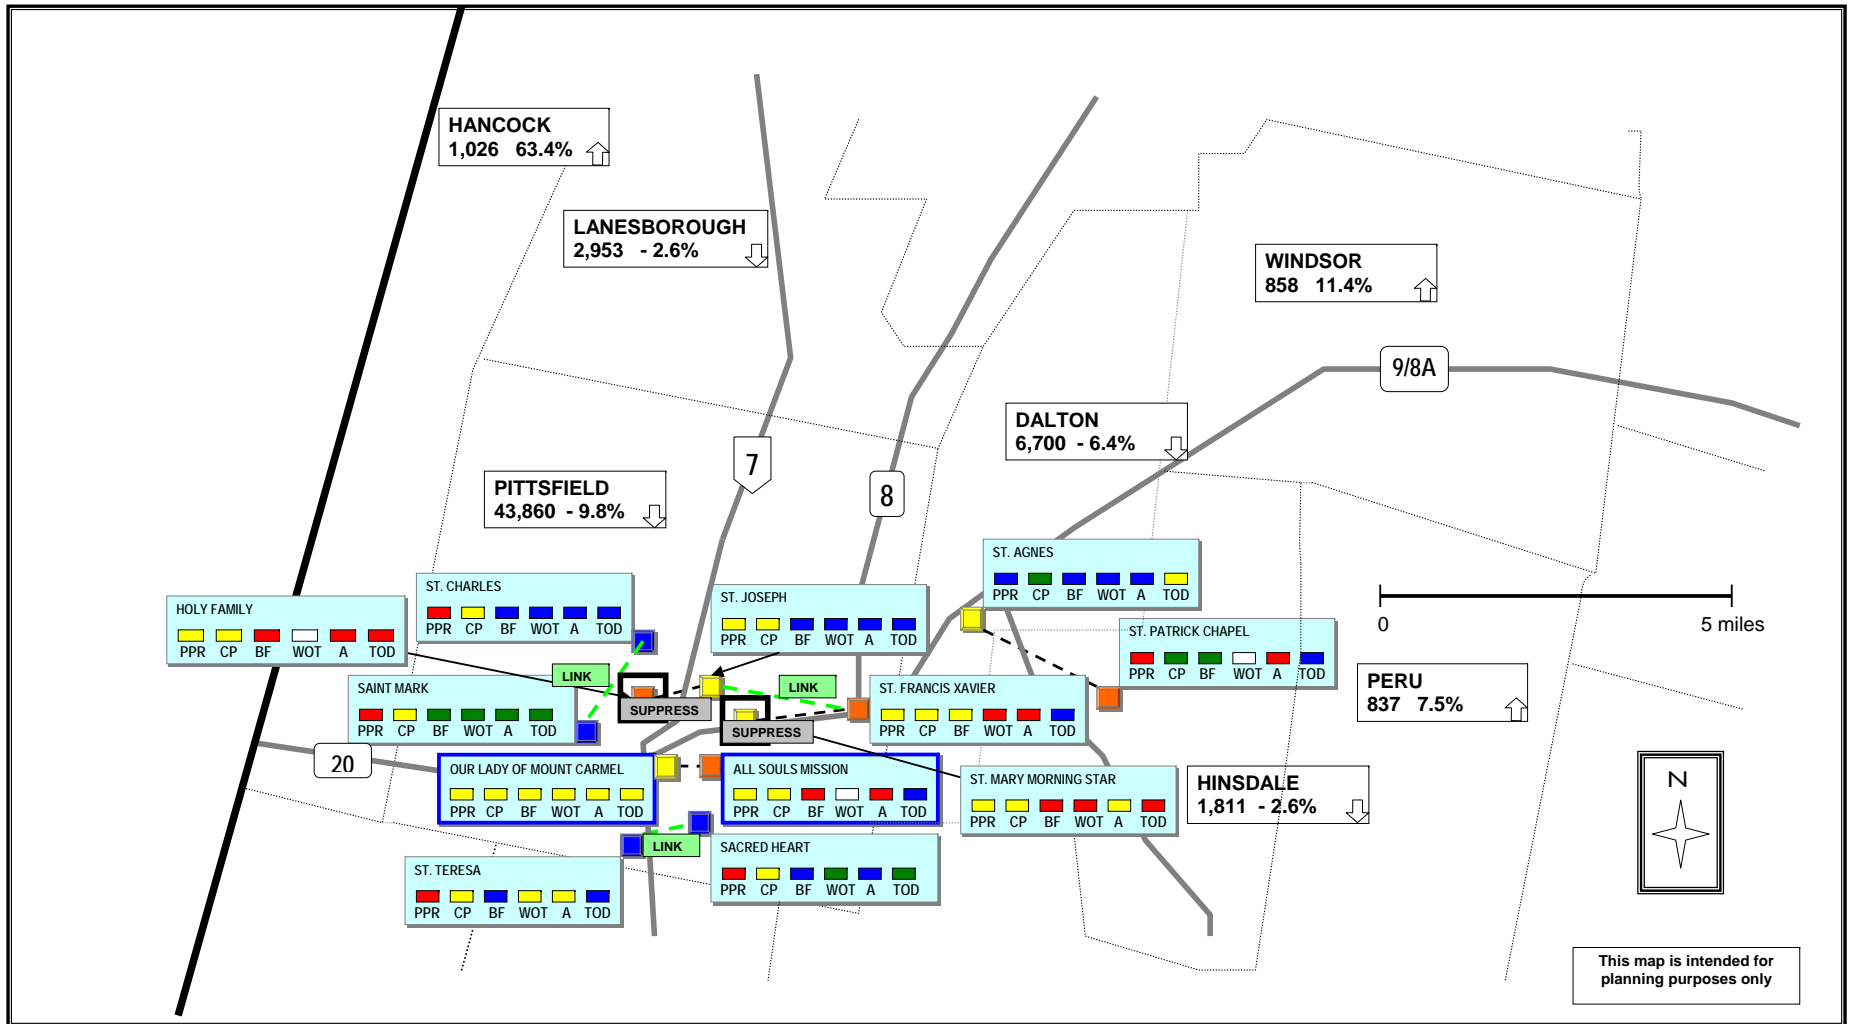 HANCOCK
1,026 63.4%
LANESBOROUGH
2,953 - 2.6%
WINDSOR
858 11.4%
9/8A
DALTON
6,700 - 6.4%
7
8
PITTSFIELD
43,860 - 9.8%
ST. AGNES
PPR CP BF WOT A TOD
ST. CHARLES
PPR CP BF WOT A TOD
ST. JOSEPH
PPR CP BF WOT A TOD
HOLY FAMILY
PPR CP BF WOT A TOD
0 5 miles
ST. PATRICK CHAPEL
PPR CP BF WOT A TOD
LINK
LINK
SAINT MARK
PPR CP BF WOT A TOD
SUPPRESS
ST. FRANCIS XAVIER
PPR CP BF WOT A TOD
PERU
837 7.5%
SUPPRESS
20
OUR LADY OF MOUNT CARMEL
PPR CP BF WOT A TOD
ALL SOULS MISSION
PPR CP BF WOT A TOD
ST. MARY MORNING STAR
PPR CP BF WOT A TOD
HINSDALE
1,811 - 2.6%
N
LINK
SACRED HEART
PPR CP BF WOT A TOD
ST. TERESA
PPR CP BF WOT A TOD
This map is intended for
planning purposes only